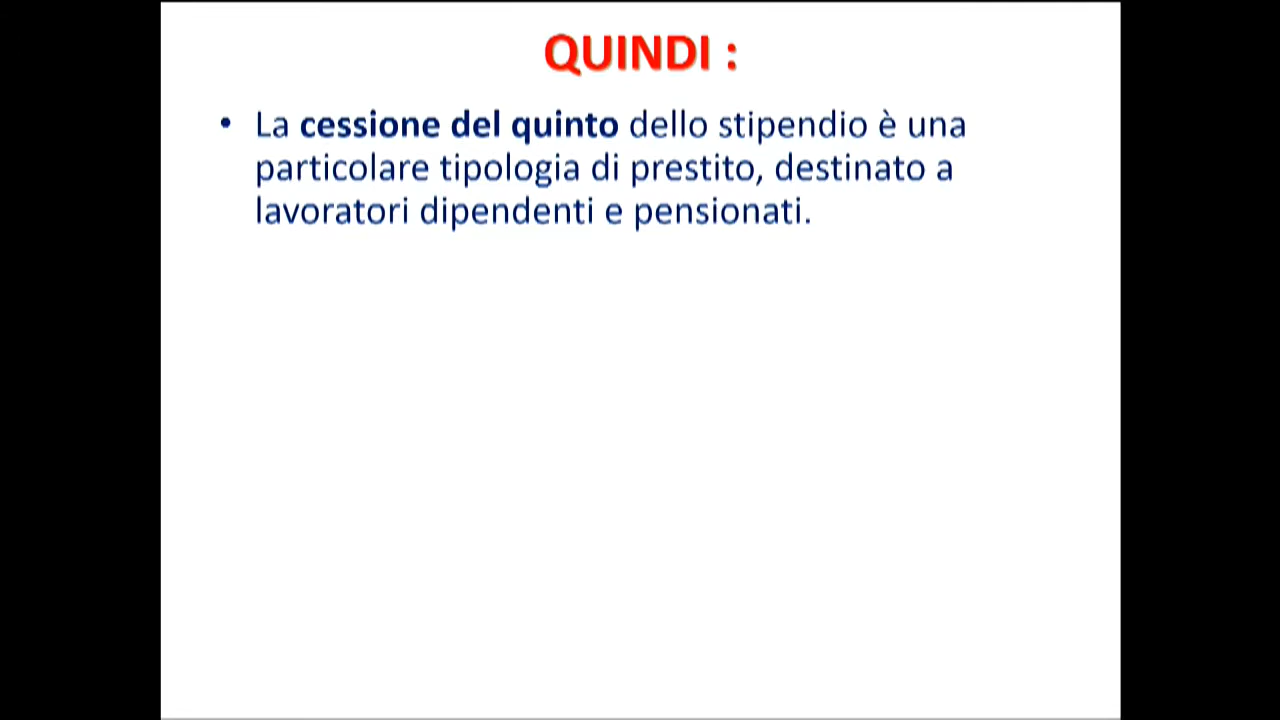 QUINDI :
• La cessione del quinto dello stipendio è una
particolare tipologia di prestito, destinato a
lavoratori dipendenti e pensionati.